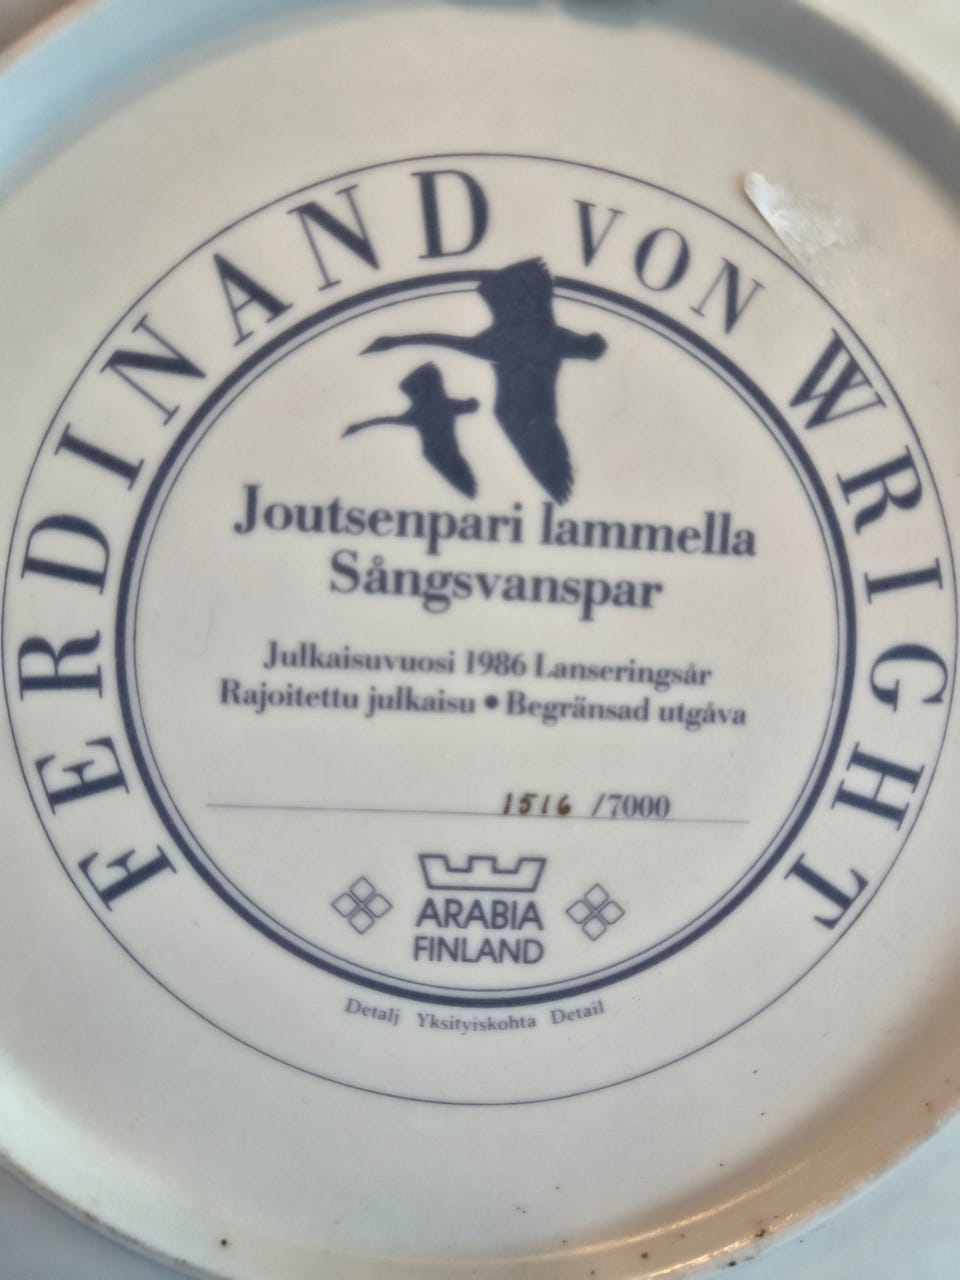 FERDINAND VON WRIGHT
Joutsenpari lammella
Sångsvanspar
Julkaisuvuosi 1986 Lanseringsår
Rajoitettu julkaisu • Begränsad utgåva
1516 /7000
ARABIA
FINLAND
Detalj Yksityiskohta Detail